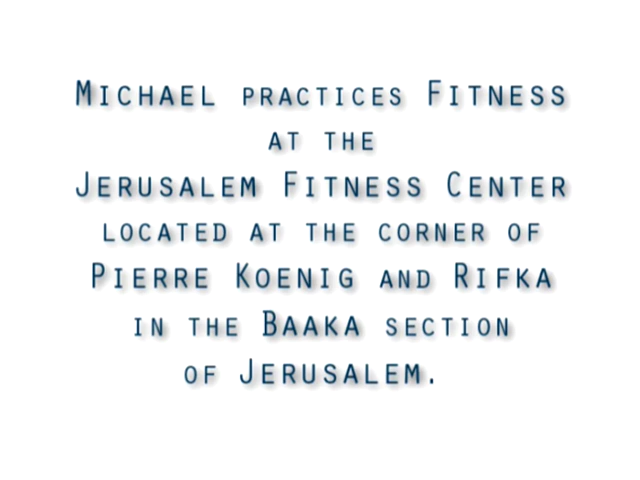 Michael practices Fitness
at the
Jerusalem Fitness Center
located at the corner of
Pierre Koenig and Rifka
in the Baaka section
of Jerusalem.